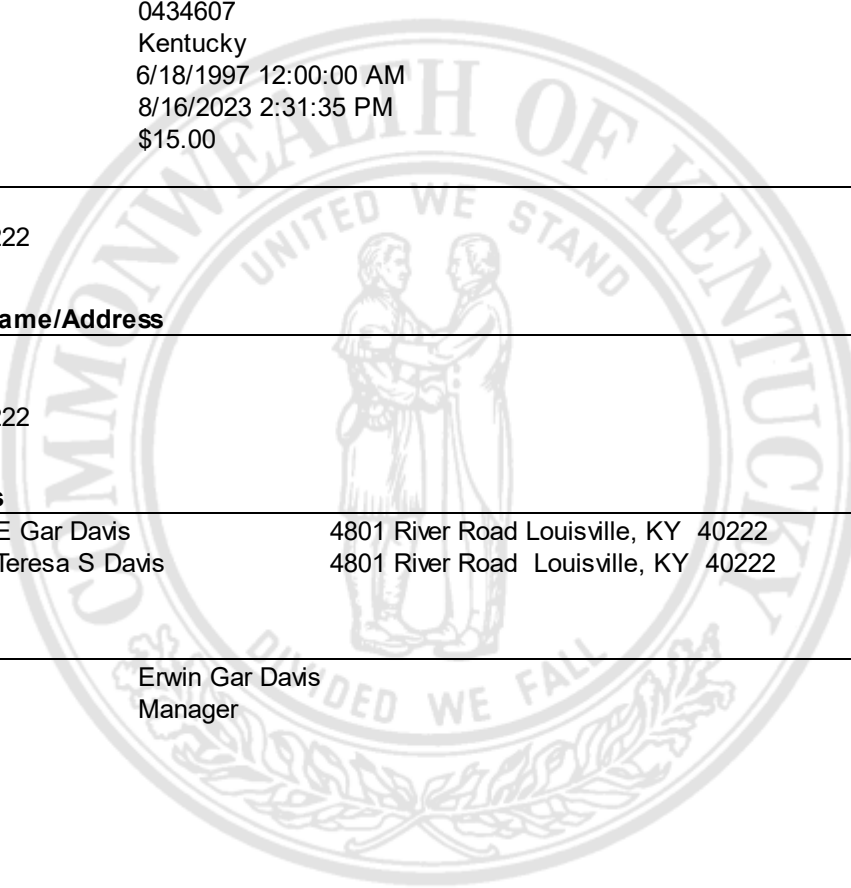 0434607
Kentucky
6/18/1997 12:00:00 AM
8/16/2023 2:31:35 PM
$15.00
COMMONWEALTH OF KENTUCKY
UNITED WE STAND
222
ame/Address
222
s
E Gar Davis 4801 River Road Louisville, KY 40222
Teresa S Davis 4801 River Road Louisville, KY 40222
Erwin Gar Davis
Manager
DIVIDED WE FALL